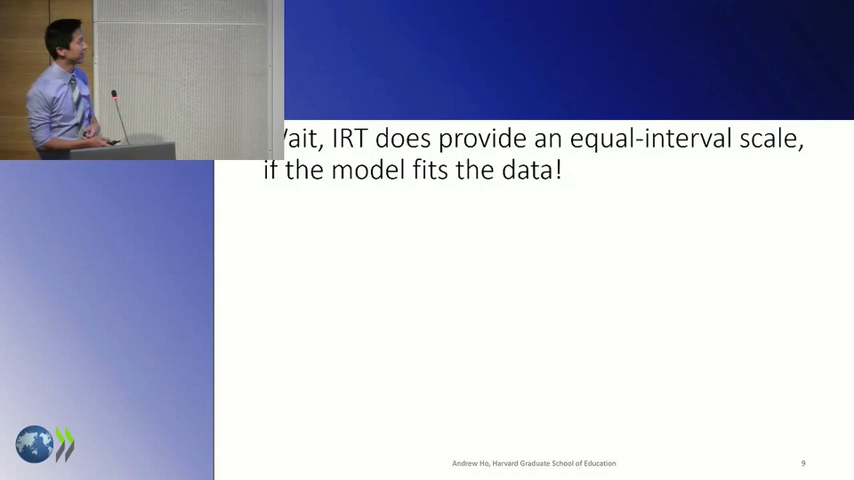 ait, IRT does provide an equal-interval scale,
if the model fits the data!
Andrew Ho, Harvard Graduate School of Education
9